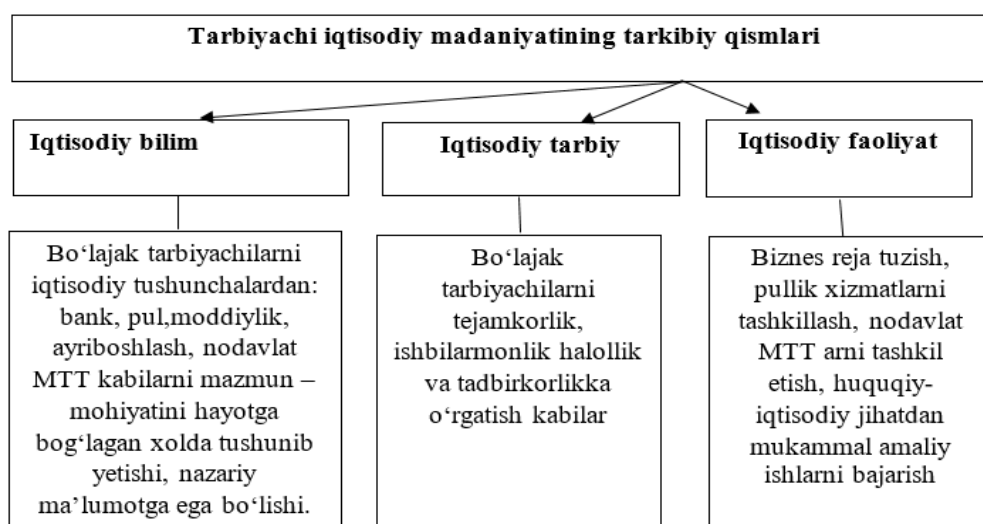 Tarbiyachi iqtisodiy madaniyatining tarkibiy qismlari
Iqtisodiy bilim
Iqtisodiy tarbiy
Iqtisodiy faoliyat
Bo‘lajak tarbiyachilarni
iqtisodiy tushunchalardan:
bank, pul,moddiylik,
ayriboshlash, nodavlat
MTT kabilarni mazmun –
mohiyatini hayotga
bog‘lagan xolda tushunib
yetishi, nazariy
ma’lumotga ega bo‘lishi.
Bo‘lajak
tarbiyachilarni
tejamkorlik,
ishbilarmonlik halollik
va tadbirkorlikka
o‘rgatish kabilar
Biznes reja tuzish,
pullik xizmatlarni
tashkillash, nodavlat
MTT arni tashkil
etish, huquqiy-
iqtisodiy jihatdan
mukammal amaliy
ishlarni bajarish